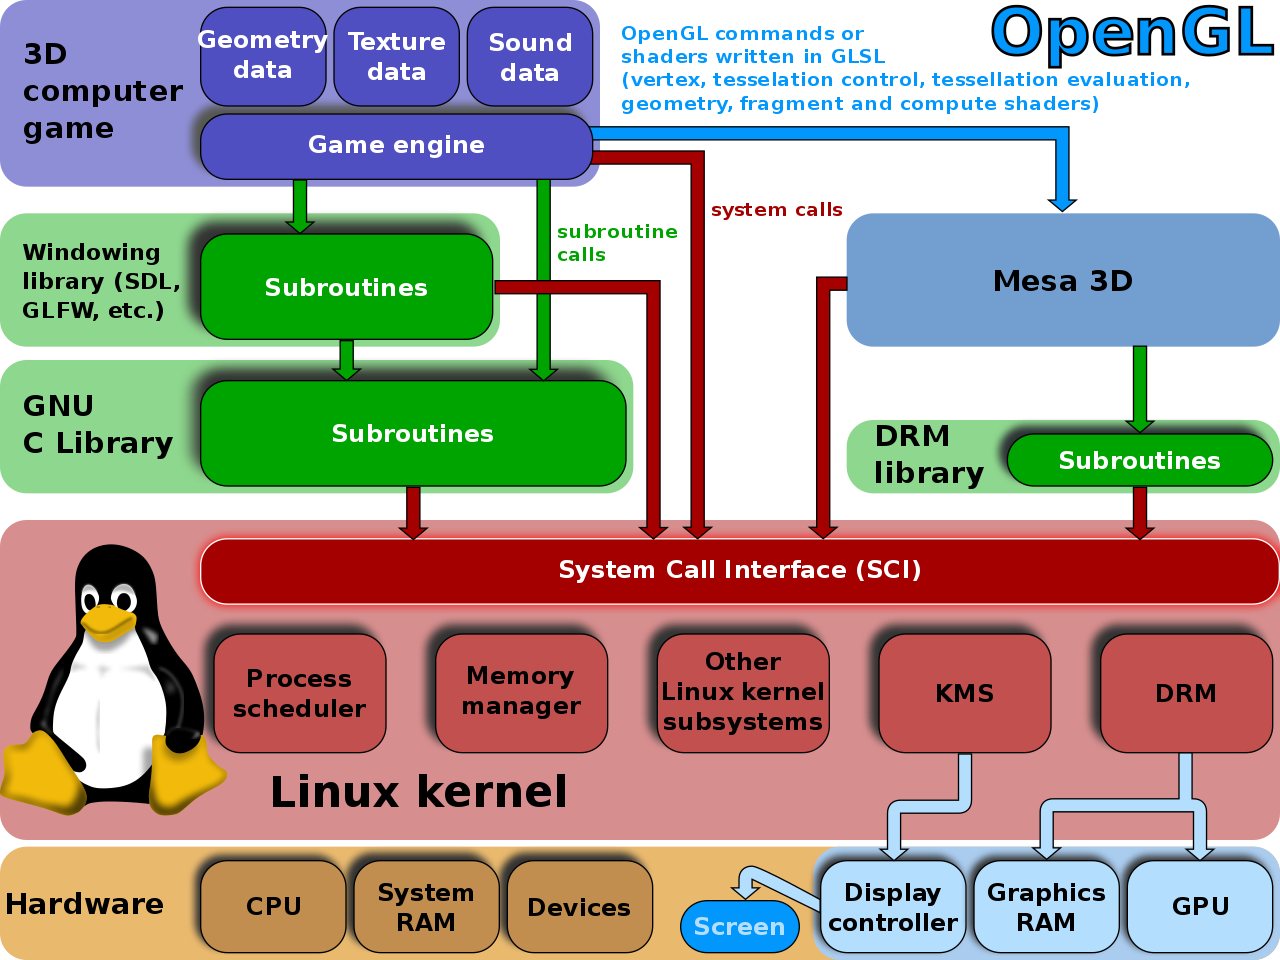 3D
computer
game
Geometry
data
Texture
data
Sound
data
Game engine
OpenGL commands or
shaders written in GLSL
(vertex, tesselation control, tessellation evaluation,
geometry, fragment and compute shaders)
OpenGL
system calls
subroutine
calls
Windowing
library (SDL,
GLFW, etc.)
Subroutines
Mesa 3D
GNU
C Library
Subroutines
DRM
library
Subroutines
System Call Interface (SCI)
Process
scheduler
Memory
manager
Other
Linux kernel
subsystems
KMS
DRM
Linux kernel
Hardware
CPU
System
RAM
Devices
Screen
Display
controller
Graphics
RAM
GPU